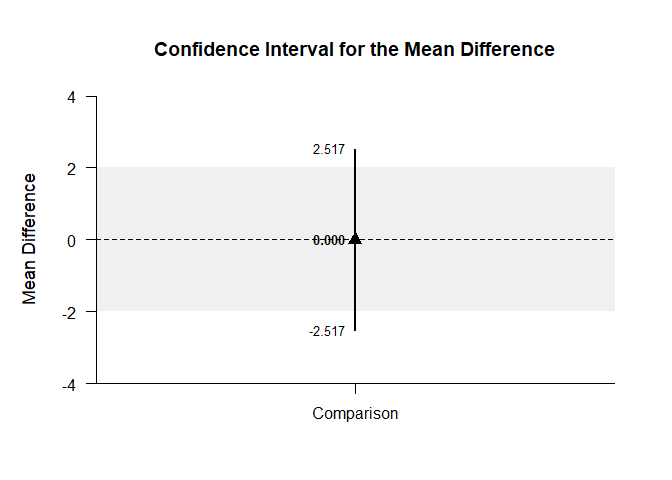 Confidence Interval for the Mean Difference
4
2.517
2
Mean Difference
0
0.000
-2
-2.517
-4
Comparison